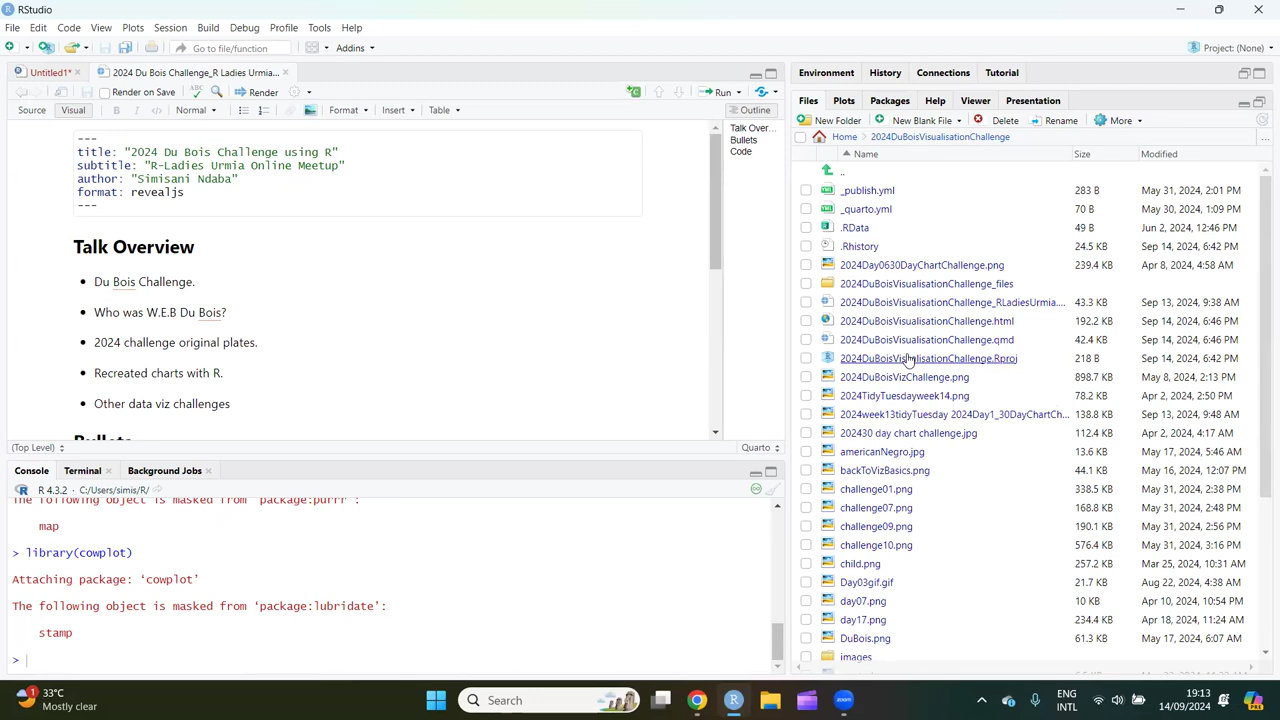 RStudio
File Edit Code View Plots Session Build Debug Profile Tools Help
Go to file/function Addins Project: (None)
Untitled1* 2024 Du Bois Challenge_R Ladies Urmia...
Render on Save Render Run
Source Visual B I </> Normal Format Insert Table Outline
---
title: "2024 Du Bois Challenge using R"
subtitle: "R-Ladies Urmia Online Meetup"
author: "Simisani Ndaba"
format: revealjs
---
Talk Overview
• Du Bois Challenge.
• Who was W.E.B Du Bois?
• 2024 challenge original plates.
• Recreated charts with R.
• Other data viz challenges
Bullets
Talk Over...
Bullets
Code
(Top Level) Quarto
Console Terminal Background Jobs
R 4.3.2 · C:/Users/simis/R/
The following object is masked from ‘package:purrr’:
map
> library(cowplot)
Attaching package: ‘cowplot’
The following object is masked from ‘package:lubridate’:
stamp
>
Environment History Connections Tutorial
Files Plots Packages Help Viewer Presentation
New Folder New Blank File Delete Rename More
Home 2024DuBoisVisualisationChallenge ...
Name Size Modified
..
_publish.yml 283 B May 31, 2024, 2:01 PM
_quarto.yml 70 B May 30, 2024, 1:09 PM
.RData 49 B Jun 2, 2024, 12:46 PM
.Rhistory 24.5 KB Sep 14, 2024, 6:42 PM
2024Day0630DayChartChallenge.png 239.4 KB Apr 8, 2024, 4:58 AM
2024DuBoisVisualisationChallenge_files
2024DuBoisVisualisationChallenge_RLadiesUrmia.... 43.3 KB Sep 13, 2024, 9:38 AM
2024DuBoisVisualisationChallenge.html 192.2 KB Sep 14, 2024, 6:46 PM
2024DuBoisVisualisationChallenge.qmd 42.4 KB Sep 14, 2024, 6:46 PM
2024DuBoisVisualisationChallenge.Rproj 218 B Sep 14, 2024, 6:42 PM
2024DuBoisVizChallenge.png 898.7 KB May 8, 2024, 2:13 PM
2024TidyTuesdayweek14.png 78.2 KB Apr 2, 2024, 2:50 PM
2024week13tidyTuesday 2024Day1_30DayChartCh... 138.8 KB Sep 13, 2024, 9:48 AM
202430 day chart challenge.jpg 112.4 KB Apr 2, 2024, 4:17 AM
americanNegro.jpg 13.6 KB May 17, 2024, 5:46 AM
backToVizBasics.png 44.1 KB May 16, 2024, 12:07 PM
challenge01.png 338.5 KB May 31, 2024, 2:38 PM
challenge07.png 168.8 KB May 31, 2024, 2:48 PM
challenge09.png 190.1 KB May 31, 2024, 2:56 PM
challenge10.png 576.4 KB May 31, 2024, 3:16 PM
child.png 257.2 KB Mar 25, 2024, 10:31 AM
Day03gif.gif 21.7 KB Aug 22, 2024, 4:38 AM
day07.png 10 KB Apr 10, 2024, 10:54 PM
day17.png 234.4 KB Apr 18, 2024, 11:24 AM
DuBois.png 61.3 KB May 17, 2024, 6:07 AM
images
1 33°C
Mostly clear
Search
zoom
ENG
INTL
19:13
14/09/2024